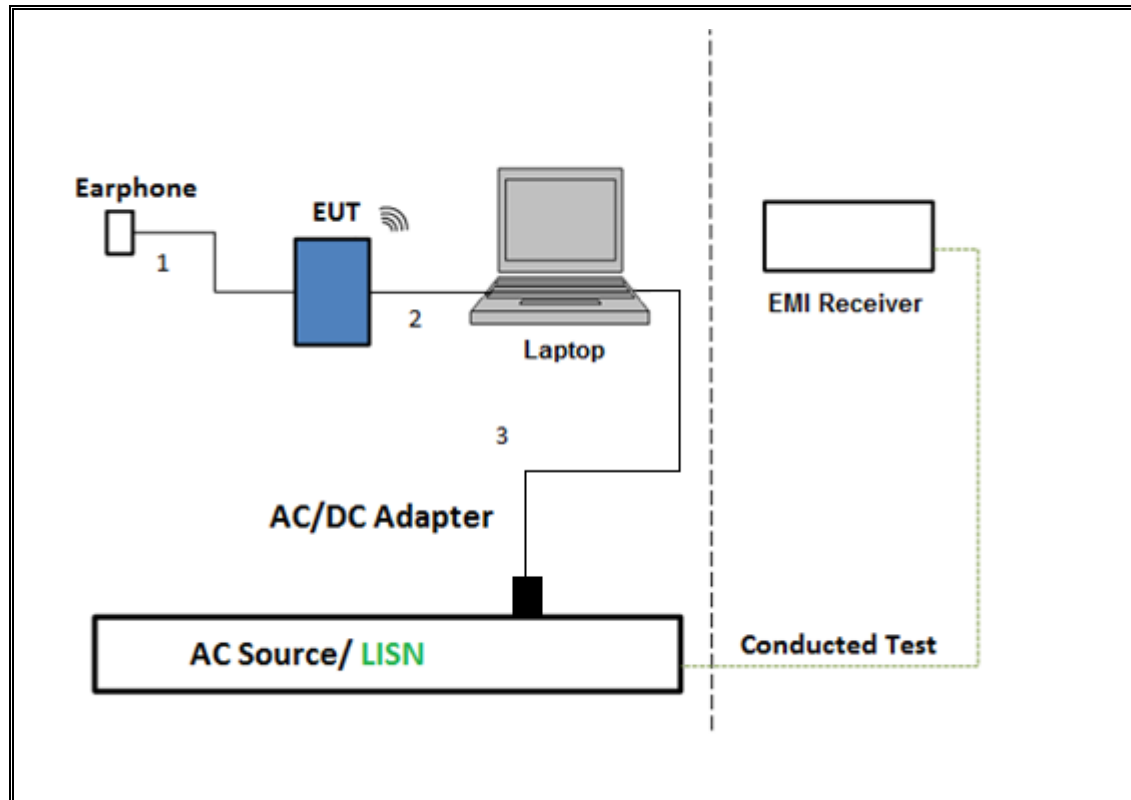 Earphone
1
EUT
2
Laptop
EMI Receiver
3
AC/DC Adapter
AC Source/ LISN
Conducted Test